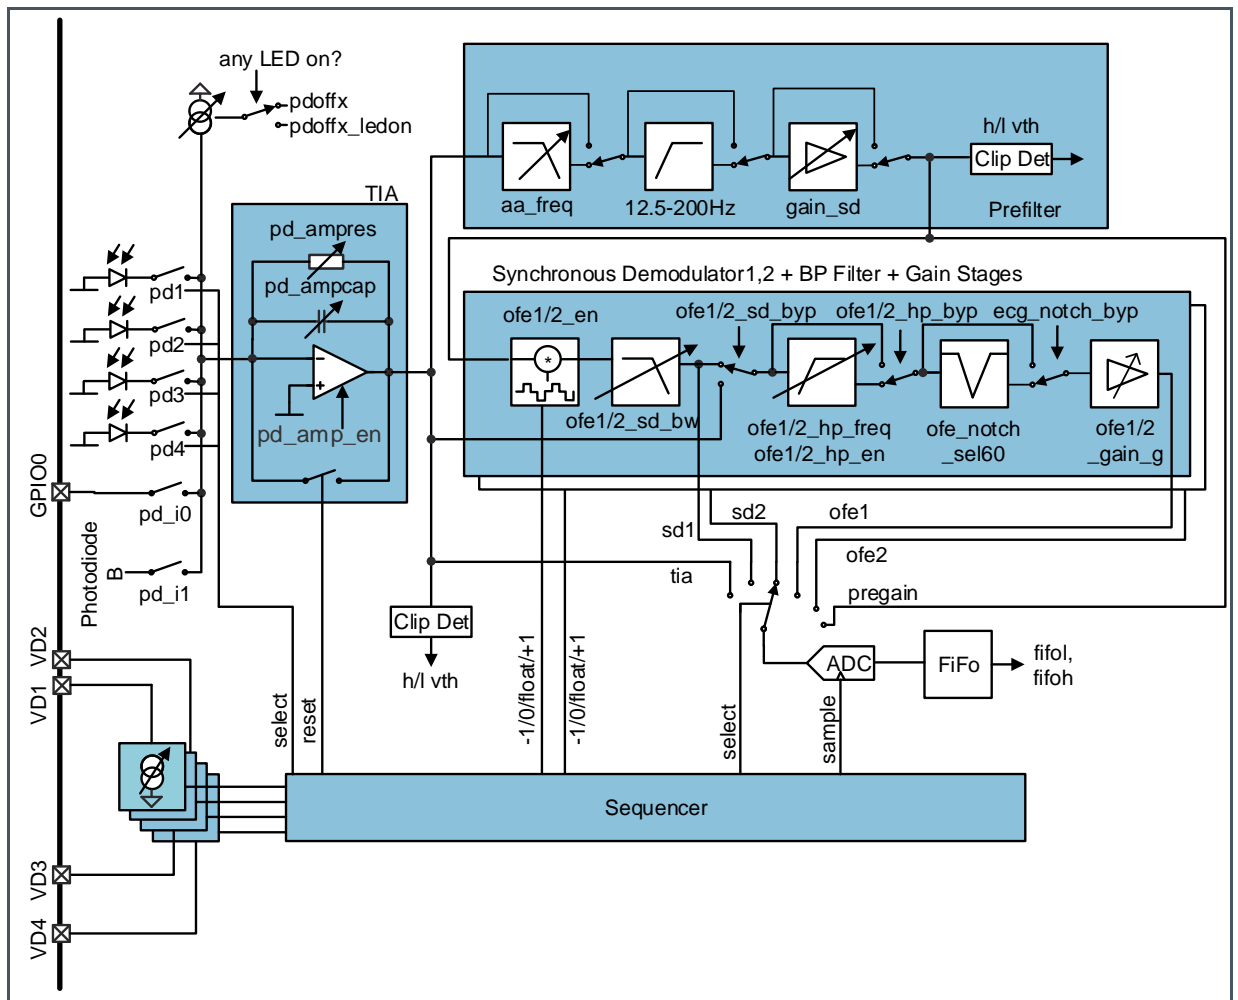 any LED on?
pdoffx
pdoffx_ledon
TIA
pd_ampres
pd_ampcap
pd_amp_en
aa_freq
12.5-200Hz
gain_sd
h/l vth
Clip Det
Prefilter
Synchronous Demodulator1,2 + BP Filter + Gain Stages
ofe1/2_en
ofe1/2_sd_byp
ofe1/2_hp_byp
ecg_notch_byp
*
ofe1/2_sd_bw
ofe1/2_hp_freq
ofe1/2_hp_en
ofe_notch
_sel60
ofe1/2
_gain_g
pd1
pd2
pd3
pd4
GPIO0
pd_i0
Photodiode
B
pd_i1
sd1
sd2
ofe1
ofe2
tia
pregain
Clip Det
h/l vth
ADC
FiFo
fifol,
fifoh
VD2
VD1
select
reset
-1/0/float/+1
-1/0/float/+1
select
sample
Sequencer
VD3
VD4